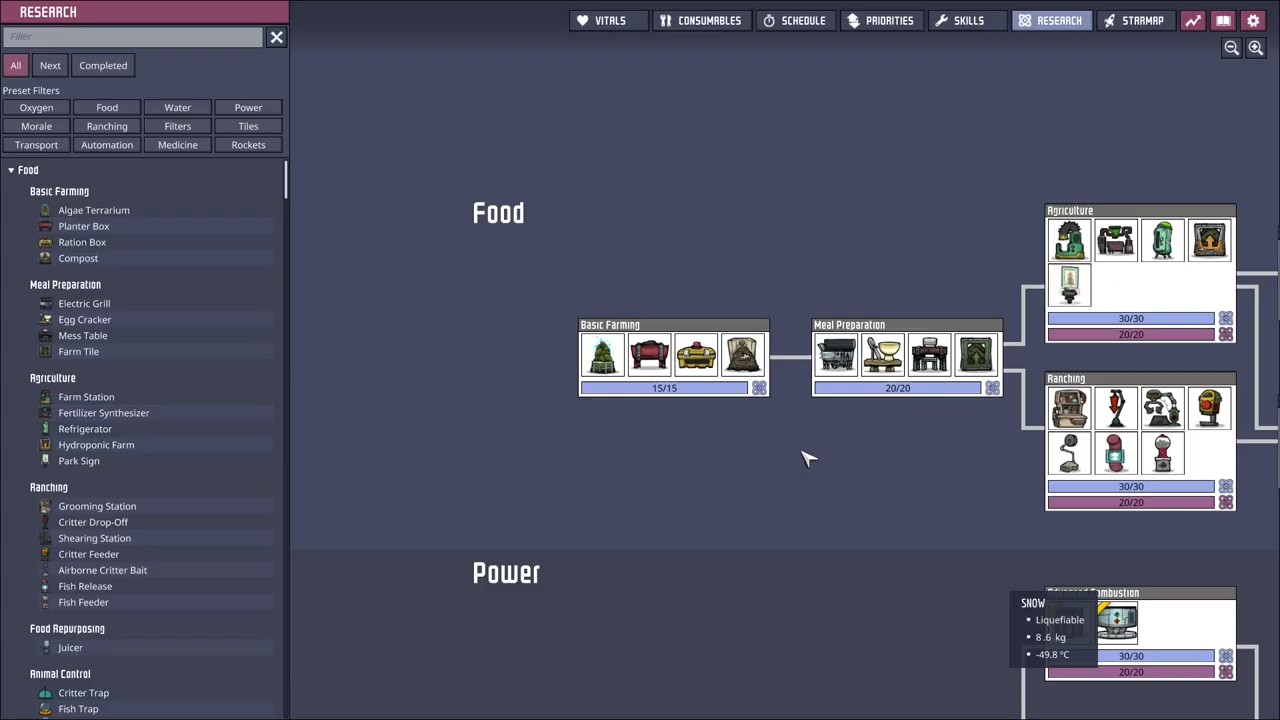 RESEARCH
VITALS
CONSUMABLES
SCHEDULE
PRIORITIES
SKILLS
RESEARCH
STARMAP
Filter
All
Next
Completed
Preset Filters
Oxygen
Food
Water
Power
Morale
Ranching
Filters
Tiles
Transport
Automation
Medicine
Rockets
Food
Basic Farming
Algae Terrarium
Planter Box
Ration Box
Compost
Meal Preparation
Electric Grill
Egg Cracker
Mess Table
Farm Tile
Agriculture
Farm Station
Fertilizer Synthesizer
Refrigerator
Hydroponic Farm
Park Sign
Ranching
Grooming Station
Critter Drop-Off
Shearing Station
Critter Feeder
Airborne Critter Bait
Fish Release
Fish Feeder
Food Repurposing
Juicer
Animal Control
Critter Trap
Fish Trap
Food
Basic Farming
15/15
Meal Preparation
20/20
Agriculture
30/30
20/20
Ranching
30/30
20/20
Power
Advanced Combustion
30/30
20/20
SNOW
Liquefiable
8.6 kg
-49.8 ºC